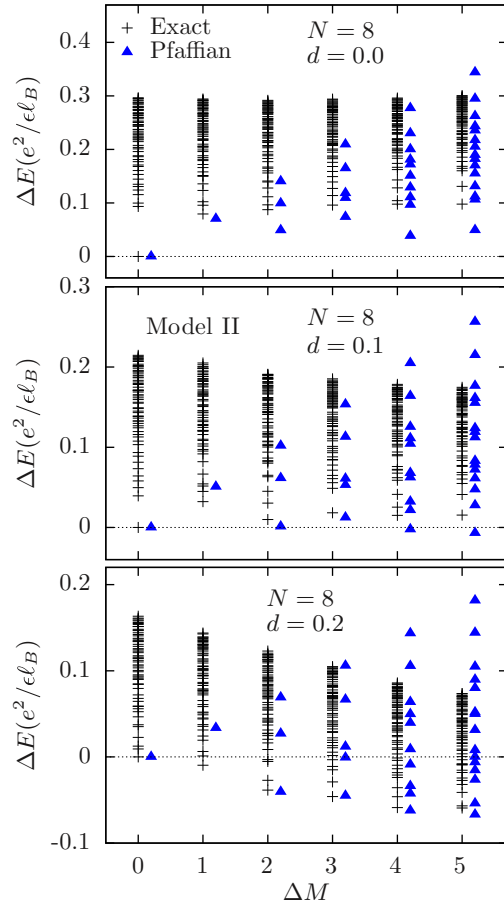 + Exact
▲ Pfaffian
N = 8
d = 0.0
0.4
0.3
0.2
0.1
0
ΔE(e²/ϵℓ_B)
Model II
N = 8
d = 0.1
0.3
0.2
0.1
0
ΔE(e²/ϵℓ_B)
N = 8
d = 0.2
0.2
0.1
0
-0.1
ΔE(e²/ϵℓ_B)
0 1 2 3 4 5
ΔM